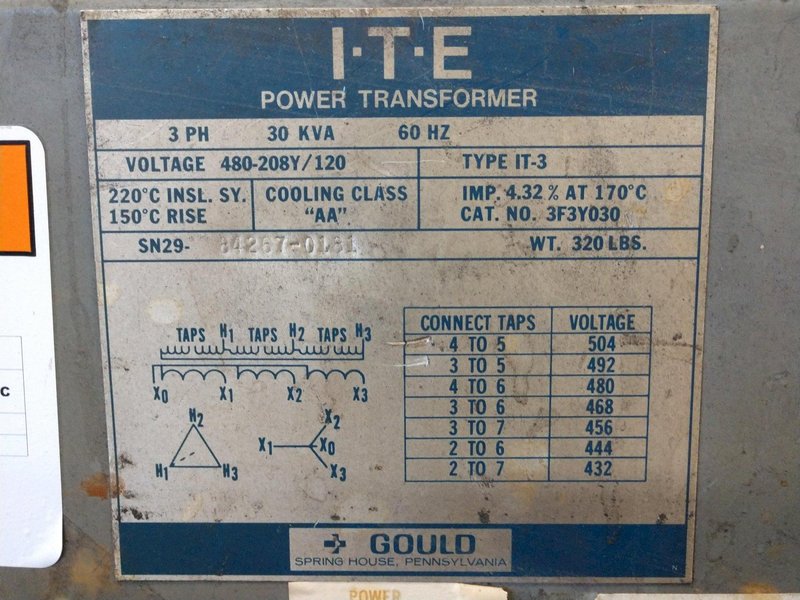 I·T·E
POWER TRANSFORMER
3 PH 30 KVA 60 HZ
VOLTAGE 480-208Y/120 TYPE IT-3
220°C INSL. SY. COOLING CLASS IMP. 4.32 % AT 170°C
150°C RISE "AA" CAT. NO. 3F3Y030
SN29- WT. 320 LBS.
TAPS H1 TAPS H2 TAPS H3
X0 X1 X2 X3
H2
H1 H3
X2
X1 X0
X3
CONNECT TAPS VOLTAGE
4 TO 5 504
3 TO 5 492
4 TO 6 480
3 TO 6 468
3 TO 7 456
2 TO 6 444
2 TO 7 432
GOULD
SPRING HOUSE, PENNSYLVANIA
N
C
POWER